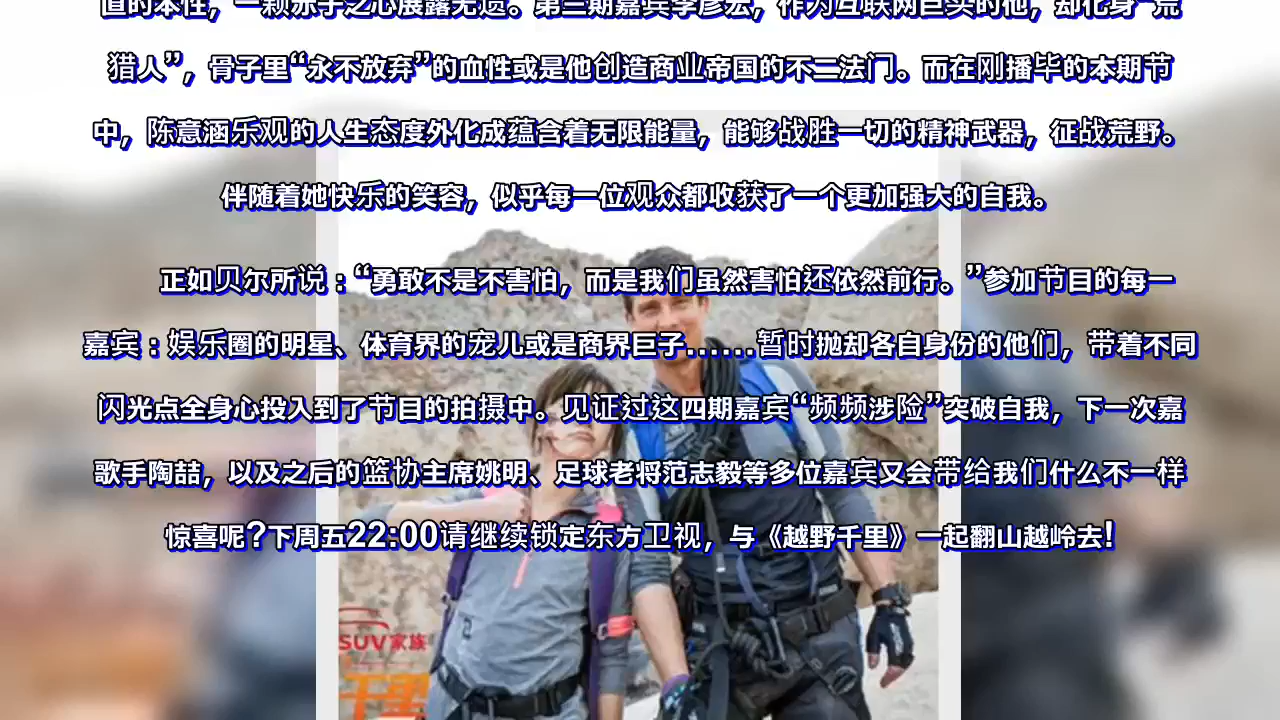 直的本性，一颗赤子之心展露无遗。第三期嘉宾李彦宏，作为互联网巨头的他，却化身“荒
猎人”，骨子里“永不放弃”的血性或是他创造商业帝国的不二法门。而在刚播毕的本期节
中，陈意涵乐观的人生态度外化成蕴含着无限能量，能够战胜一切的精神武器，征战荒野。
伴随着她快乐的笑容，似乎每一位观众都收获了一个更加强大的自我。
正如贝尔所说：“勇敢不是不害怕，而是我们虽然害怕还依然前行。”参加节目的每一
嘉宾：娱乐圈的明星、体育界的宠儿或是商界巨子……暂时抛却各自身份的他们，带着不同
闪光点全身心投入到了节目的拍摄中。见证过这四期嘉宾“频频涉险”突破自我，下一次嘉
歌手陶喆，以及之后的篮协主席姚明、足球老将范志毅等多位嘉宾又会带给我们什么不一样
惊喜呢？下周五22:00请继续锁定东方卫视，与《越野千里》一起翻山越岭去！
SUV家族
千里